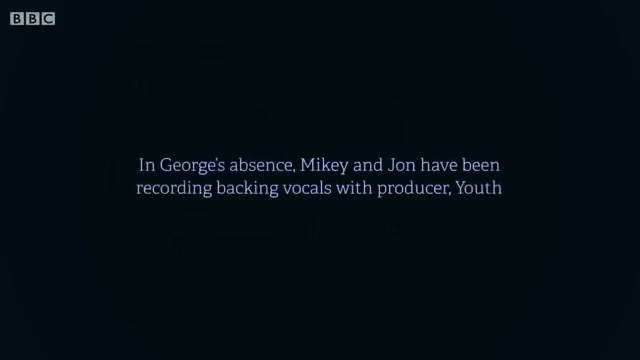 BBC
In George's absence, Mikey and Jon have been
recording backing vocals with producer, Youth